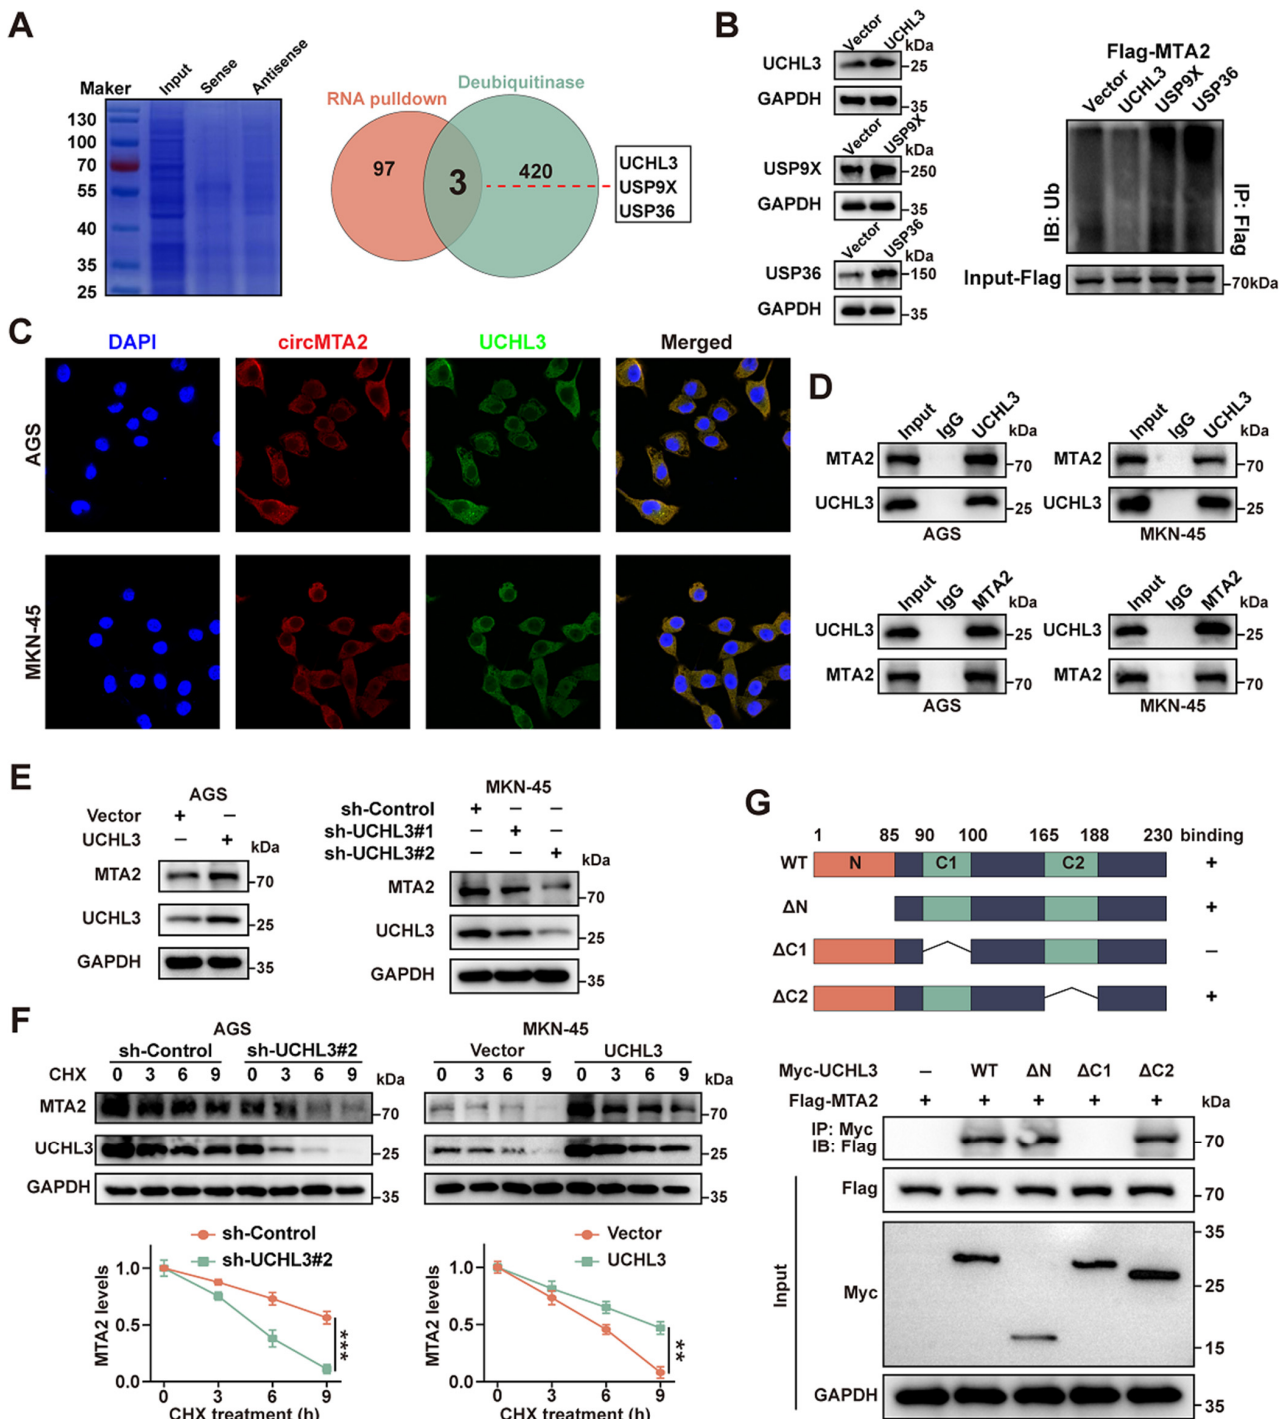 A
Maker
Input
Sense
Antisense
130
100
70
55
40
35
25
RNA pulldown
Deubiquitinase
97
3
420
UCHL3
USP9X
USP36
B
Vector
UCHL3
kDa
UCHL3
25
GAPDH
35
Vector
USP9X
kDa
USP9X
250
GAPDH
35
Vector
USP36
kDa
USP36
150
GAPDH
35
Flag-MTA2
Vector
UCHL3
USP9X
USP36
IB: Ub
IP: Flag
Input-Flag
70kDa
C
DAPI
circMTA2
UCHL3
Merged
AGS
MKN-45
D
Input
IgG
UCHL3
kDa
MTA2
70
UCHL3
25
AGS
Input
IgG
UCHL3
kDa
MTA2
70
UCHL3
25
MKN-45
Input
IgG
MTA2
kDa
UCHL3
25
MTA2
70
AGS
Input
IgG
MTA2
kDa
UCHL3
25
MTA2
70
MKN-45
E
AGS
Vector + −
UCHL3 − +
kDa
MTA2
70
UCHL3
25
GAPDH
35
MKN-45
sh-Control + − −
sh-UCHL3#1 − + −
sh-UCHL3#2 − − +
kDa
MTA2
70
UCHL3
25
GAPDH
35
F
AGS
sh-Control sh-UCHL3#2
CHX 0 3 6 9 0 3 6 9 kDa
MTA2
70
UCHL3
25
GAPDH
35
MKN-45
Vector UCHL3
0 3 6 9 0 3 6 9 kDa
70
25
35
sh-Control
sh-UCHL3#2
MTA2 levels
1.0
0.5
0.0
0 3 6 9
CHX treatment (h)
***
Vector
UCHL3
MTA2 levels
1.0
0.5
0.0
0 3 6 9
CHX treatment (h)
**
G
1 85 90 100 165 188 230 binding
WT N C1 C2 +
ΔN +
ΔC1 −
ΔC2 +
Myc-UCHL3 − WT ΔN ΔC1 ΔC2
Flag-MTA2 + + + + + kDa
IP: Myc
IB: Flag
70
Input
Flag
70
Myc
35
25
15
GAPDH
35